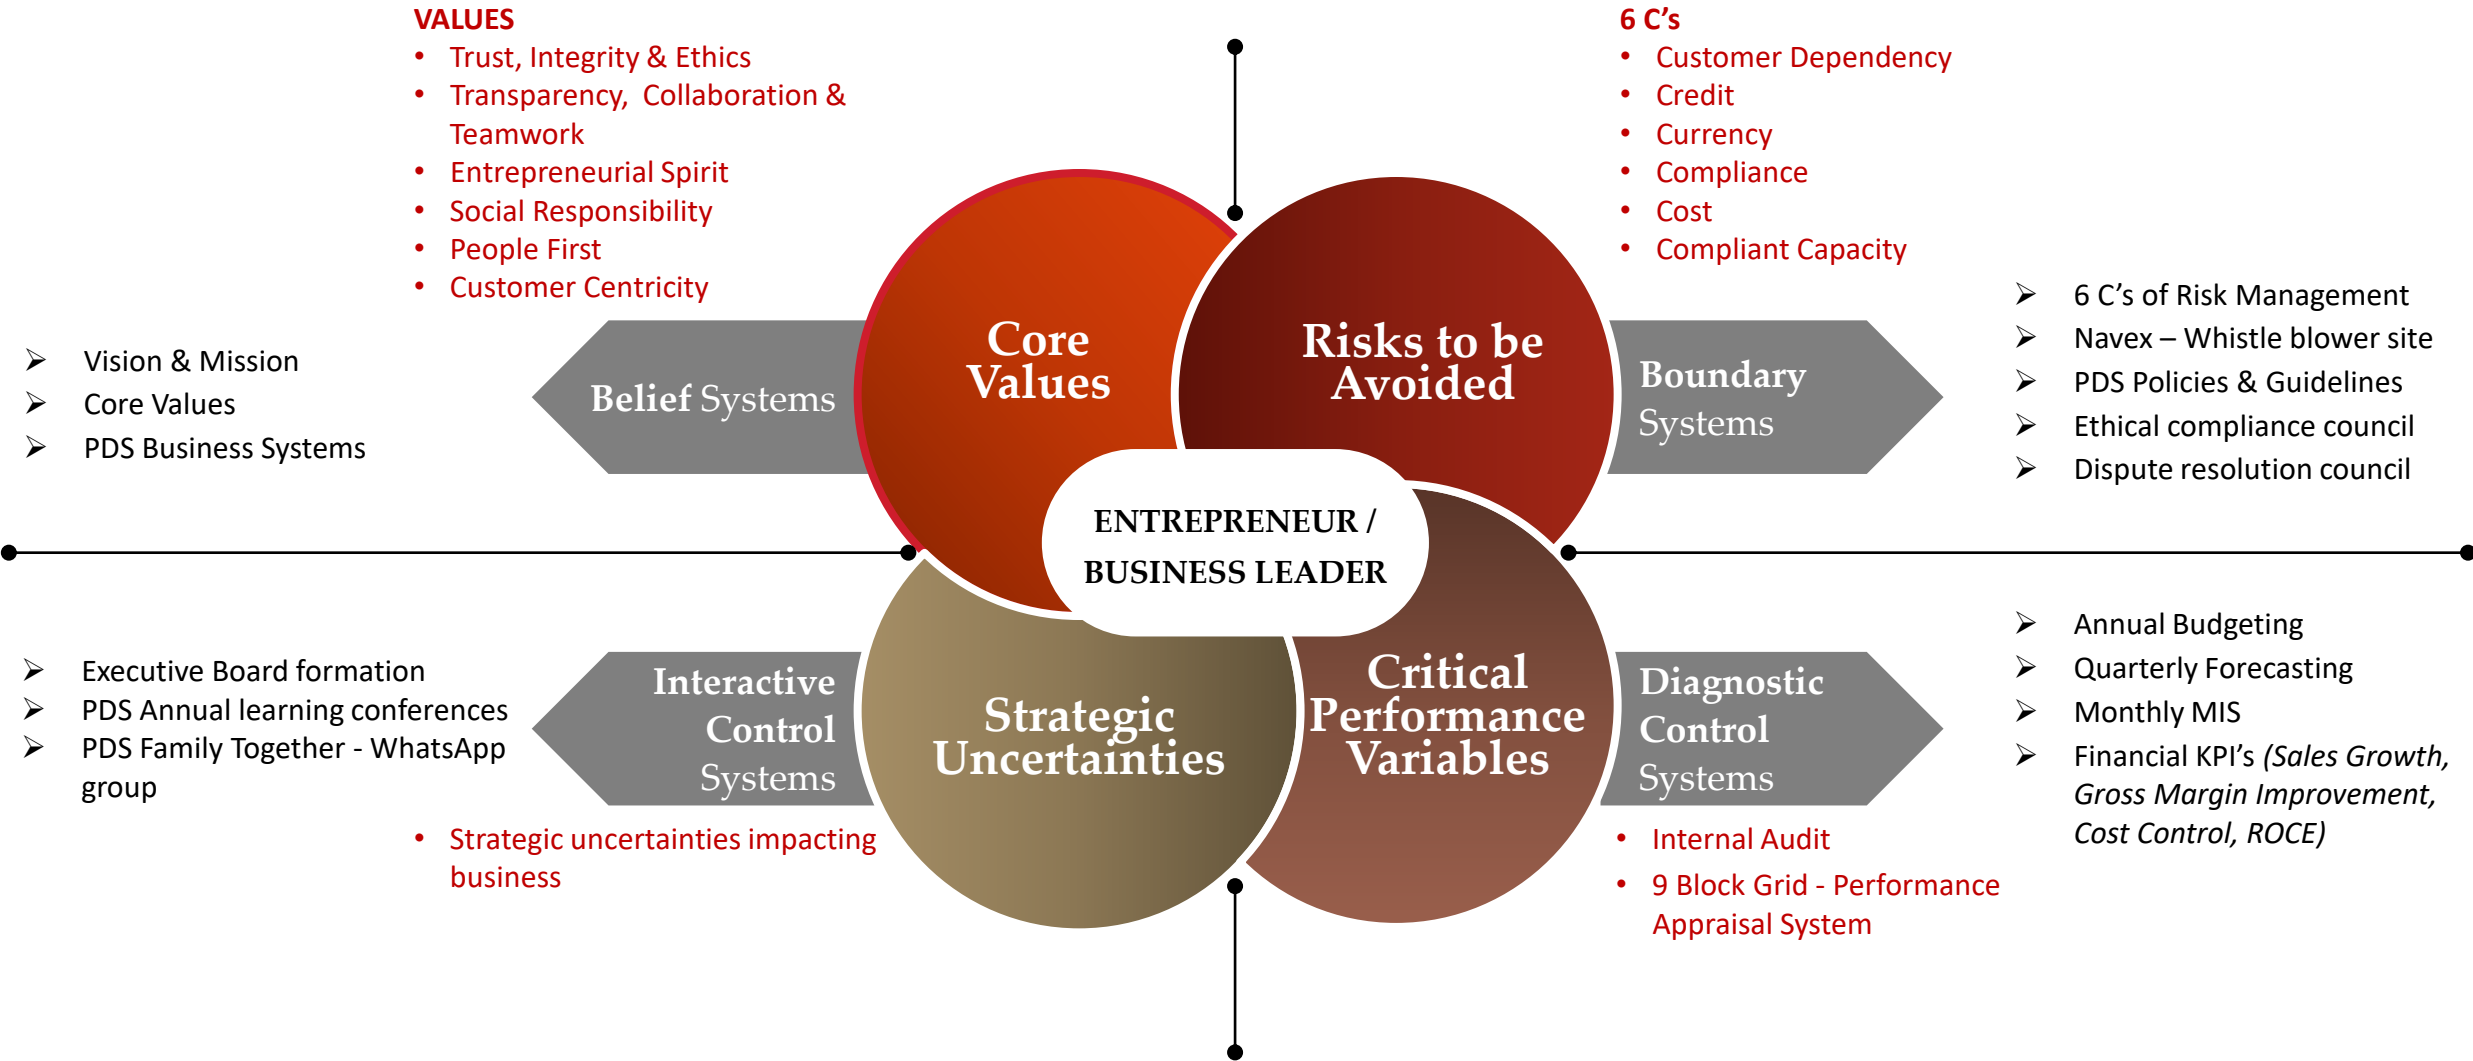 VALUES
• Trust, Integrity & Ethics
• Transparency, Collaboration &
Teamwork
• Entrepreneurial Spirit
• Social Responsibility
• People First
• Customer Centricity
6 C’s
• Customer Dependency
• Credit
• Currency
• Compliance
• Cost
• Compliant Capacity
➢ Vision & Mission
➢ Core Values
➢ PDS Business Systems
Belief Systems
Core
Values
Risks to be
Avoided
Boundary
Systems
➢ 6 C’s of Risk Management
➢ Navex – Whistle blower site
➢ PDS Policies & Guidelines
➢ Ethical compliance council
➢ Dispute resolution council
ENTREPRENEUR /
BUSINESS LEADER
➢ Executive Board formation
➢ PDS Annual learning conferences
➢ PDS Family Together - WhatsApp
group
Interactive
Control
Systems
Strategic
Uncertainties
Critical
Performance
Variables
Diagnostic
Control
Systems
➢ Annual Budgeting
➢ Quarterly Forecasting
➢ Monthly MIS
➢ Financial KPI’s (Sales Growth,
Gross Margin Improvement,
Cost Control, ROCE)
• Strategic uncertainties impacting
business
• Internal Audit
• 9 Block Grid - Performance
Appraisal System